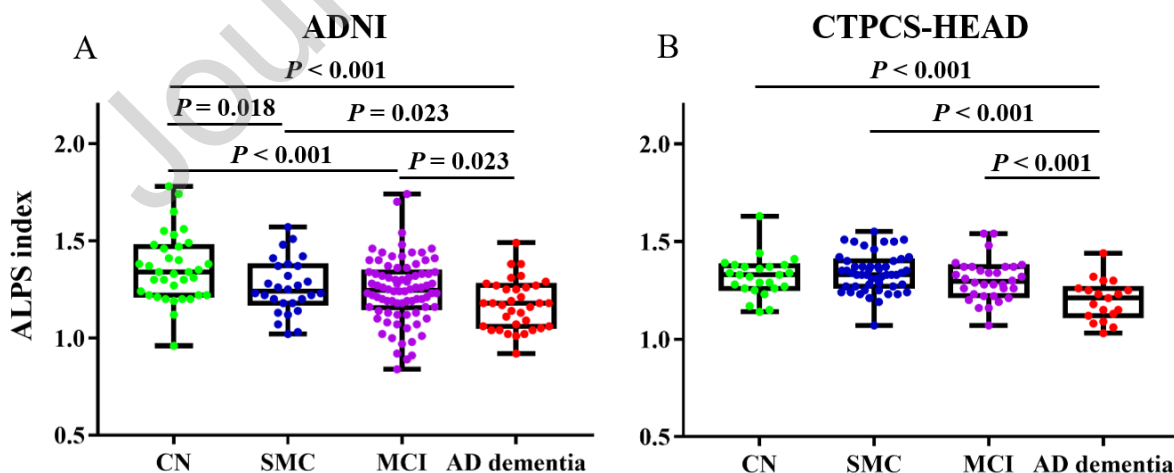 A
ADNI
P < 0.001
P = 0.018
P = 0.023
P < 0.001
P = 0.023
2.0
1.5
1.0
0.5
ALPS index
CN
SMC
MCI
AD dementia
B
CTPCS-HEAD
P < 0.001
P < 0.001
P < 0.001
2.0
1.5
1.0
0.5
CN
SMC
MCI
AD dementia
Jou